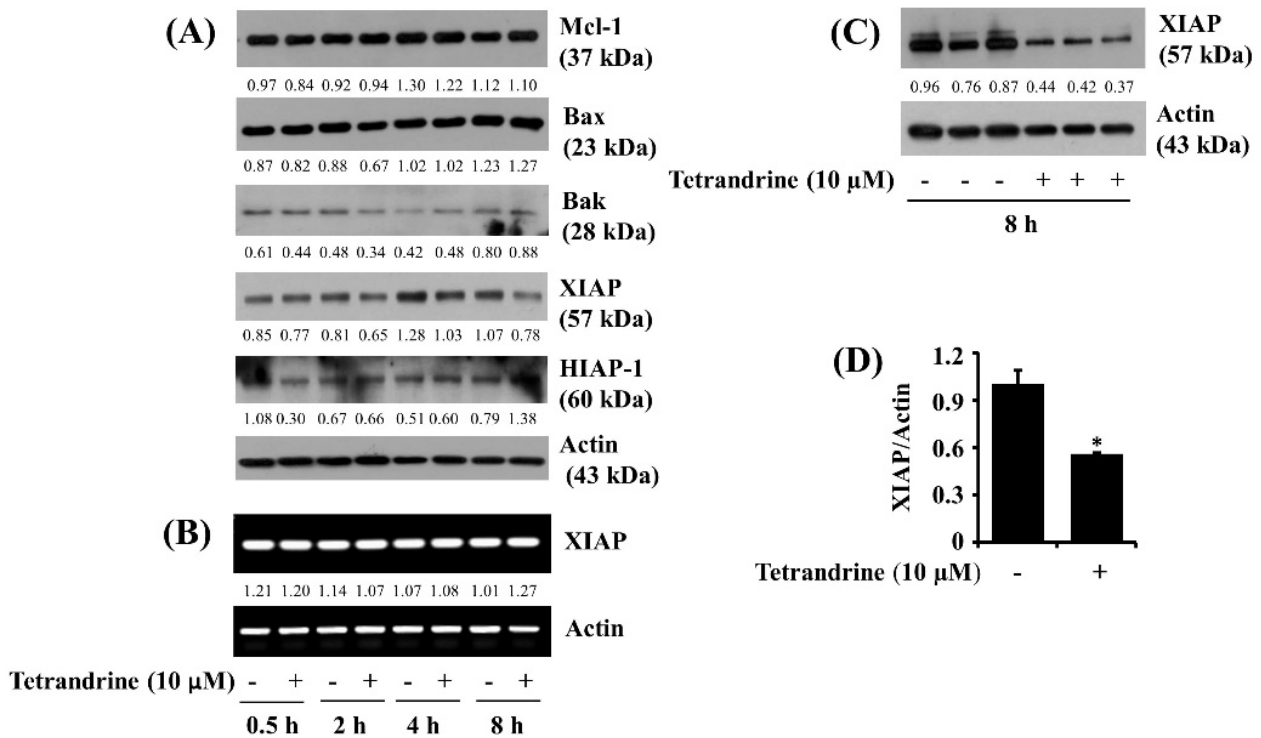 (A)
Mcl-1
(37 kDa)
0.97 0.84 0.92 0.94 1.30 1.22 1.12 1.10
Bax
(23 kDa)
0.87 0.82 0.88 0.67 1.02 1.02 1.23 1.27
Bak
(28 kDa)
0.61 0.44 0.48 0.34 0.42 0.48 0.80 0.88
XIAP
(57 kDa)
0.85 0.77 0.81 0.65 1.28 1.03 1.07 0.78
HIAP-1
(60 kDa)
1.08 0.30 0.67 0.66 0.51 0.60 0.79 1.38
Actin
(43 kDa)
(B)
XIAP
1.21 1.20 1.14 1.07 1.07 1.08 1.01 1.27
Actin
Tetrandrine (10 μM) - + - + - + - +
0.5 h 2 h 4 h 8 h
(C)
XIAP
(57 kDa)
0.96 0.76 0.87 0.44 0.42 0.37
Actin
(43 kDa)
Tetrandrine (10 μM) - - - + + +
8 h
(D)
XIAP/Actin
1.2
0.9
0.6
0.3
0
*
Tetrandrine (10 μM) - +